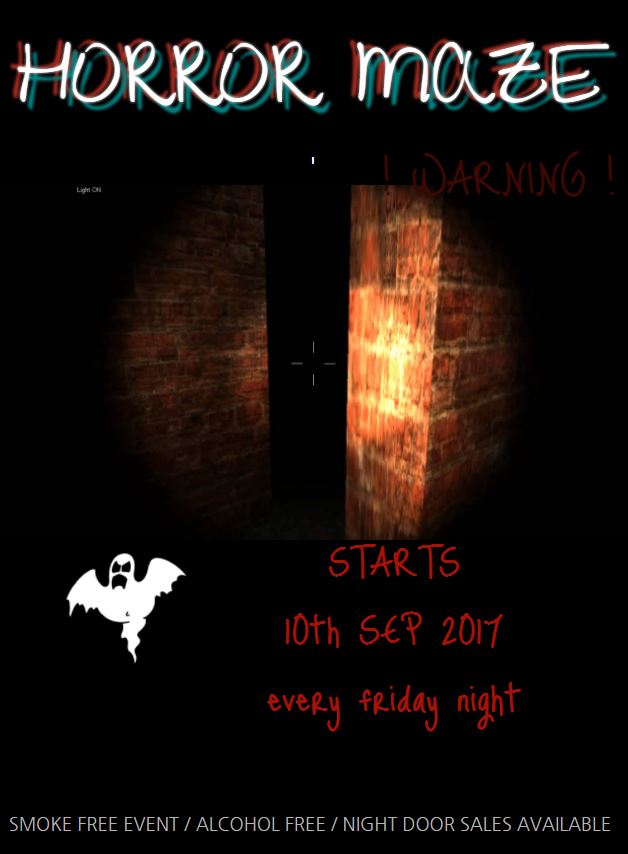 HORROR MAZE
! WARNING !
Light ON
STARTS
10th SEP 2017
every friday night
SMOKE FREE EVENT / ALCOHOL FREE / NIGHT DOOR SALES AVAILABLE